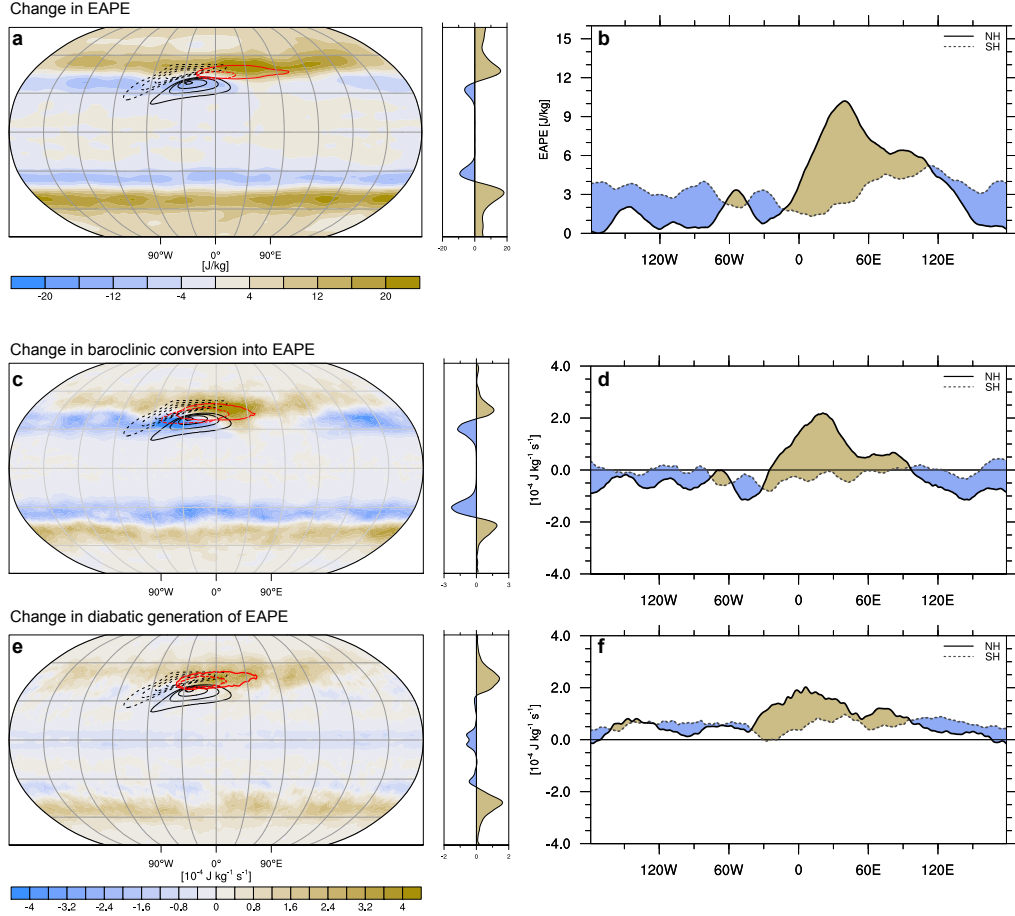 Change in EAPE
a
90°W 0° 90°E
[J/kg]
-20 -12 -4 4 12 20
-20 0 20
b
NH
SH
EAPE [J/kg]
15
12
9
6
3
0
120W 60W 0 60E 120E
Change in baroclinic conversion into EAPE
c
90°W 0° 90°E
-3 0 3
d
NH
SH
[10⁻⁴ J kg⁻¹ s⁻¹]
4.0
2.0
0.0
-2.0
-4.0
120W 60W 0 60E 120E
Change in diabatic generation of EAPE
e
90°W 0° 90°E
[10⁻⁴ J kg⁻¹ s⁻¹]
-4 -3.2 -2.4 -1.6 -0.8 0 0.8 1.6 2.4 3.2 4
-2 0 2
f
NH
SH
[10⁻⁴ J kg⁻¹ s⁻¹]
4.0
2.0
0.0
-2.0
-4.0
120W 60W 0 60E 120E